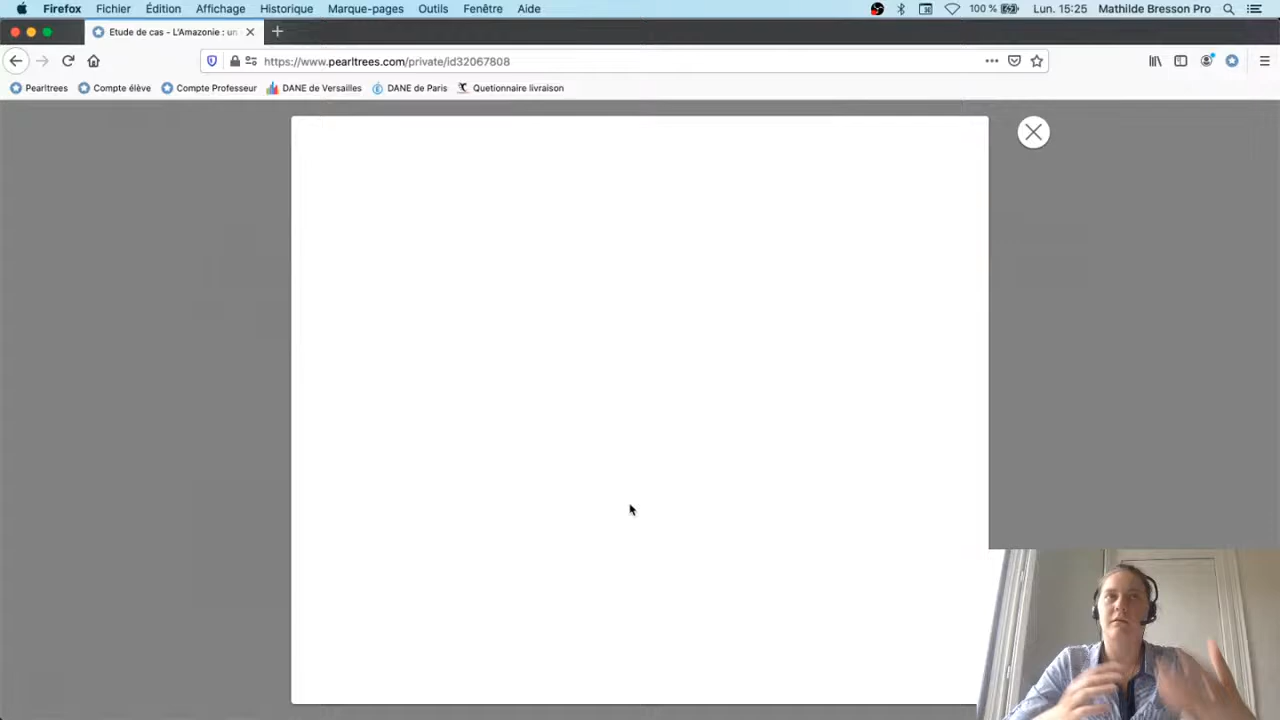 Firefox Fichier Édition Affichage Historique Marque-pages Outils Fenêtre Aide 100 % Lun. 15:25 Mathilde Bresson Pro
Etude de cas - L'Amazonie : un
https://www.pearltrees.com/private/id32067808
Pearltrees Compte élève Compte Professeur DANE de Versailles DANE de Paris Quetionnaire livraison